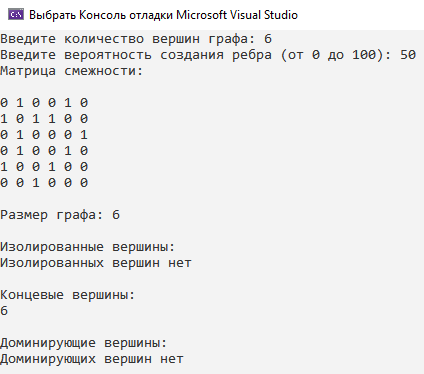 Выбрать Консоль отладки Microsoft Visual Studio
Введите количество вершин графа: 6
Введите вероятность создания ребра (от 0 до 100): 50
Матрица смежности:
0 1 0 0 1 0
1 0 1 1 0 0
0 1 0 0 0 1
0 1 0 0 1 0
1 0 0 1 0 0
0 0 1 0 0 0
Размер графа: 6
Изолированные вершины:
Изолированных вершин нет
Концевые вершины:
6
Доминирующие вершины:
Доминирующих вершин нет